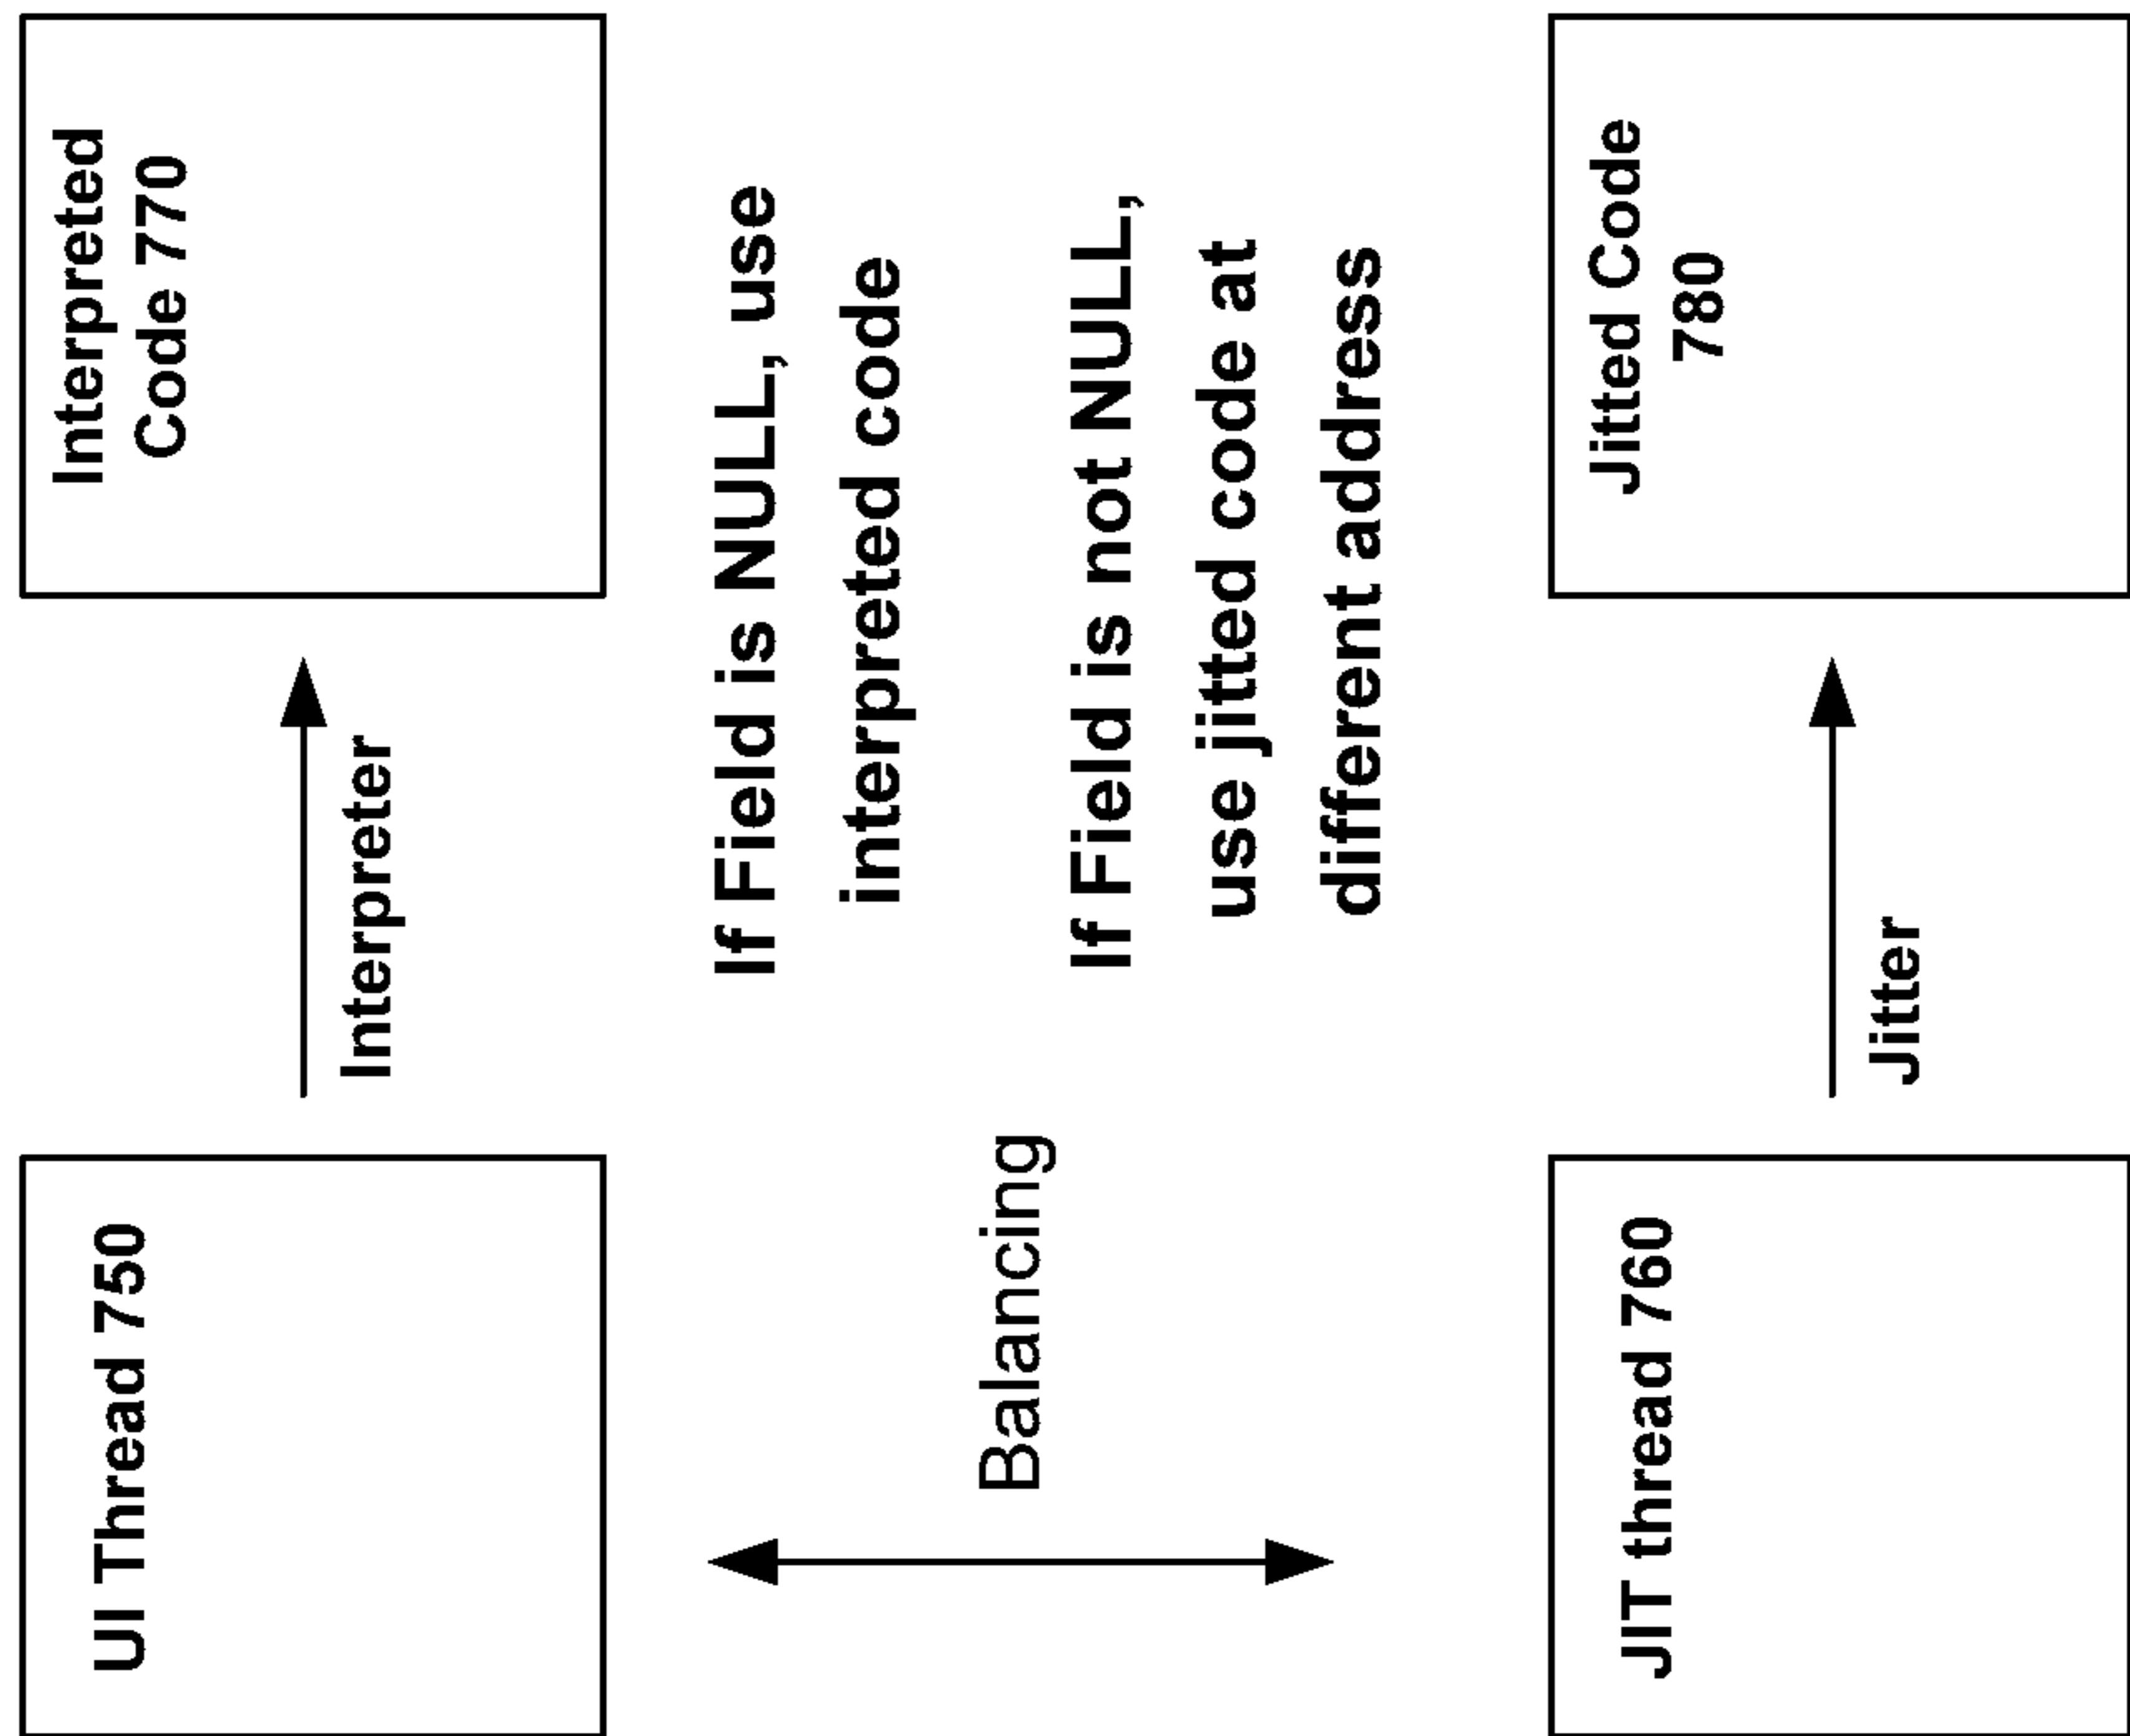 UI Thread 750
Interpreter
Interpreted
Code 770
Balancing
If Field is NULL, use
interpreted code
If Field is not NULL,
use jitted code at
different address
JIT thread 760
Jitter
Jitted Code
780